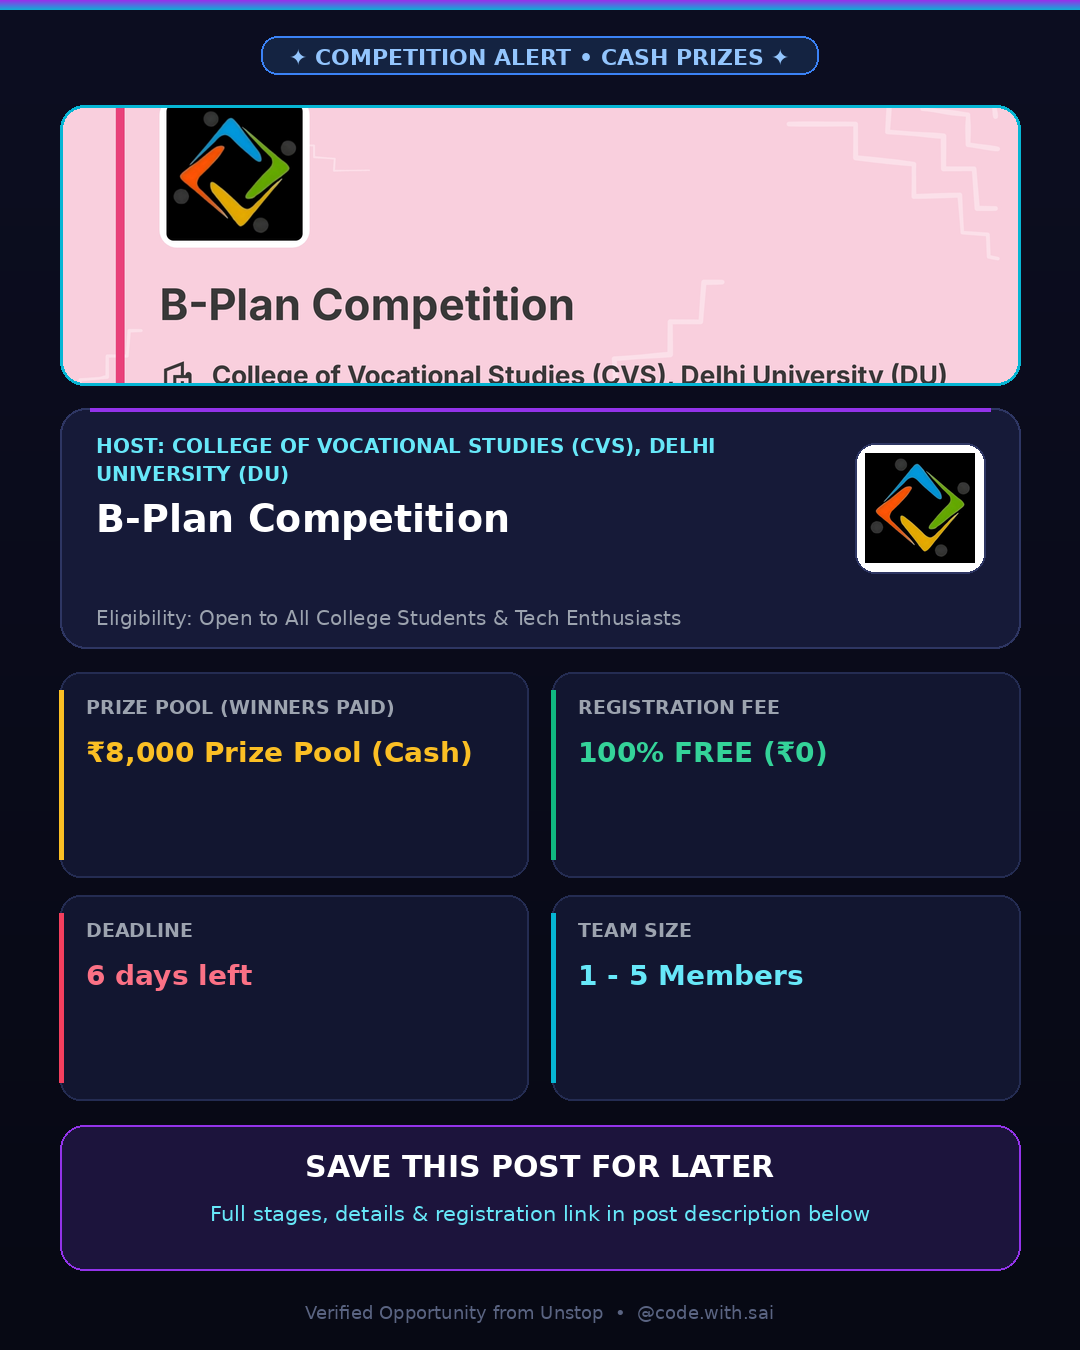 ✦ COMPETITION ALERT • CASH PRIZES ✦
B-Plan Competition
College of Vocational Studies (CVS), Delhi University (DU)
HOST: COLLEGE OF VOCATIONAL STUDIES (CVS), DELHI
UNIVERSITY (DU)
B-Plan Competition
Eligibility: Open to All College Students & Tech Enthusiasts
PRIZE POOL (WINNERS PAID)
₹8,000 Prize Pool (Cash)
REGISTRATION FEE
100% FREE (₹0)
DEADLINE
6 days left
TEAM SIZE
1 - 5 Members
SAVE THIS POST FOR LATER
Full stages, details & registration link in post description below
Verified Opportunity from Unstop • @code.with.sai